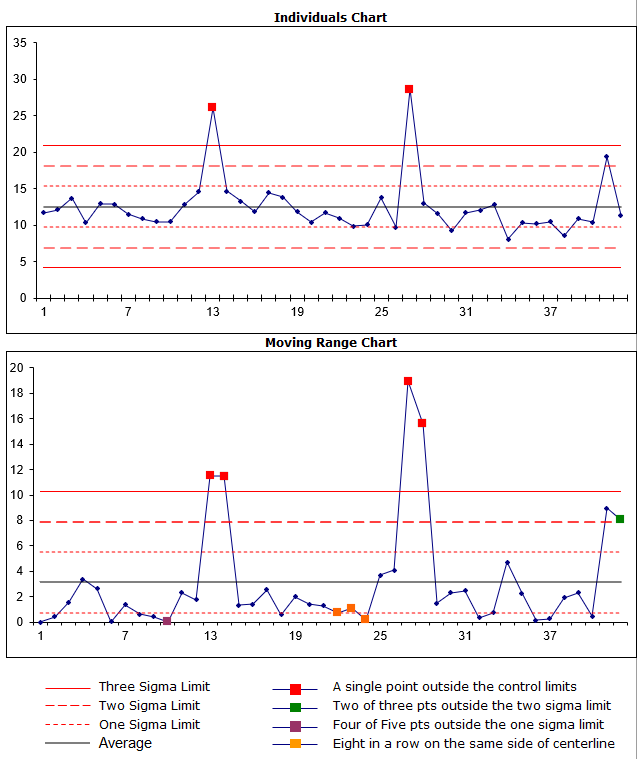 Individuals Chart
35
30
25
20
15
10
5
0
1 7 13 19 25 31 37
Moving Range Chart
20
18
16
14
12
10
8
6
4
2
0
1 7 13 19 25 31 37
Three Sigma Limit A single point outside the control limits
Two Sigma Limit Two of three pts outside the two sigma limit
One Sigma Limit Four of Five pts outside the one sigma limit
Average Eight in a row on the same side of centerline